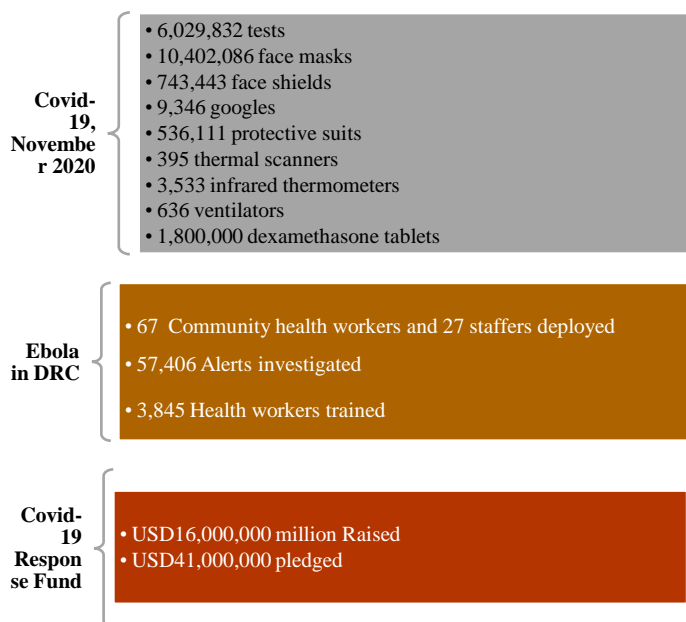 Covid-
19,
Novembe
r 2020
• 6,029,832 tests
• 10,402,086 face masks
• 743,443 face shields
• 9,346 googles
• 536,111 protective suits
• 395 thermal scanners
• 3,533 infrared thermometers
• 636 ventilators
• 1,800,000 dexamethasone tablets
Ebola
in DRC
• 67 Community health workers and 27 staffers deployed
• 57,406 Alerts investigated
• 3,845 Health workers trained
Covid-
19
Respon
se Fund
• USD16,000,000 million Raised
• USD41,000,000 pledged